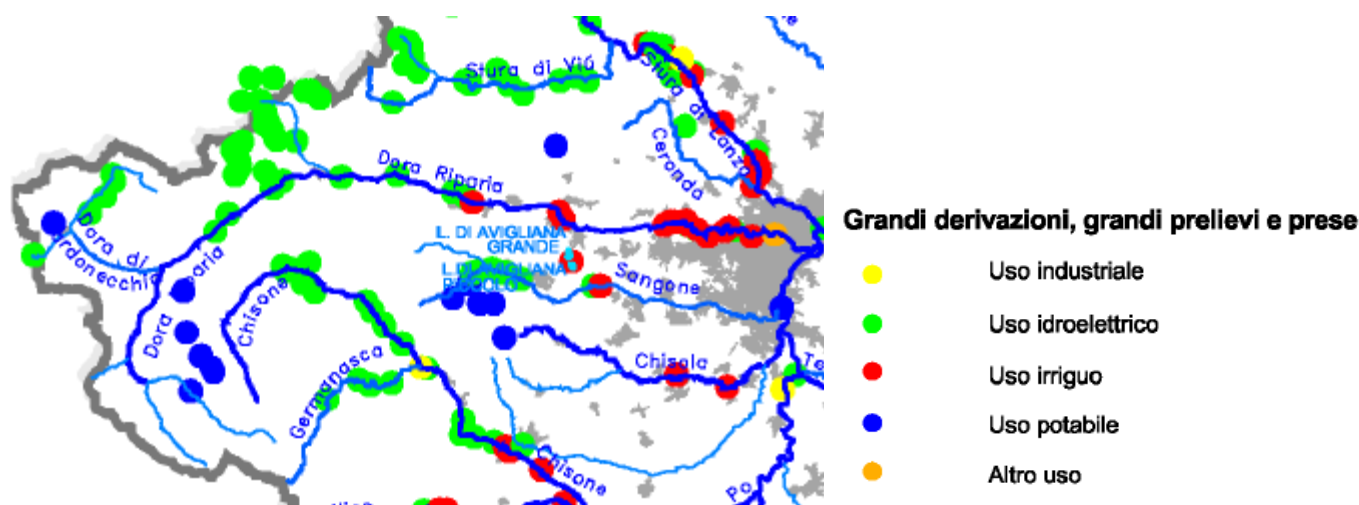 Stura di Viù
Stura di Lanzo
Ceronda
Dora Riparia
L. DI AVIGLIANA
GRANDE
L. DI AVIGLIANA
PICCOLO
Sangone
Dora di
Bardonecchia
Dora Riparia
Chisone
Germanasca
Chisola
Te
Chisone
Po
Grandi derivazioni, grandi prelievi e prese
Uso industriale
Uso idroelettrico
Uso irriguo
Uso potabile
Altro uso